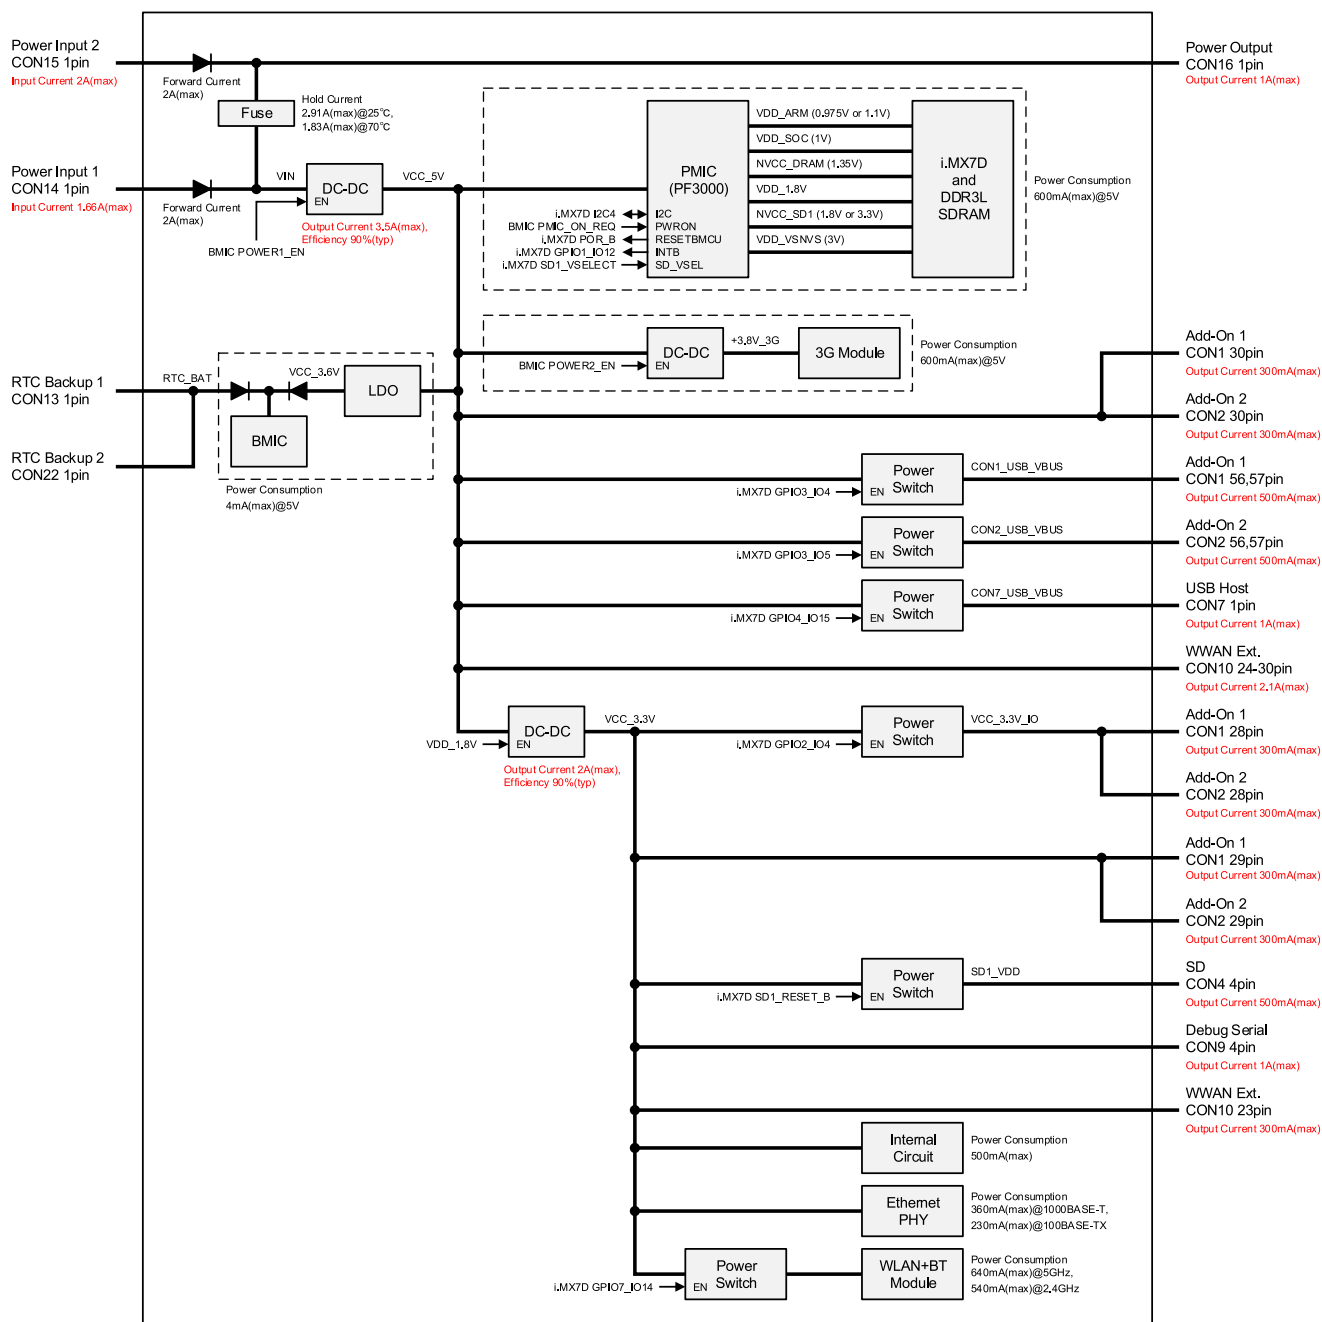 Power Input 2
CON15 1pin
Input Current 2A(max)
Forward Current
2A(max)
Fuse
Hold Current
2.91A(max)@25°C,
1.83A(max)@70°C
Power Output
CON16 1pin
Output Current 1A(max)
Power Input 1
CON14 1pin
Input Current 1.66A(max)
Forward Current
2A(max)
VIN
DC-DC
EN
BMIC POWER1_EN
VCC_5V
Output Current 3.5A(max),
Efficiency 90%(typ)
PMIC
(PF3000)
i.MX7D I2C4
I2C
BMIC PMIC_ON_REQ
PWRON
i.MX7D POR_B
RESETBMCU
i.MX7D GPIO1_IO12
INTB
i.MX7D SD1_VSELECT
SD_VSEL
VDD_ARM (0.975V or 1.1V)
VDD_SOC (1V)
NVCC_DRAM (1.35V)
VDD_1.8V
NVCC_SD1 (1.8V or 3.3V)
VDD_VSNVS (3V)
i.MX7D
and
DDR3L
SDRAM
Power Consumption
600mA(max)@5V
BMIC POWER2_EN
DC-DC
EN
+3.8V_3G
3G Module
Power Consumption
600mA(max)@5V
Add-On 1
CON1 30pin
Output Current 300mA(max)
Add-On 2
CON2 30pin
Output Current 300mA(max)
RTC Backup 1
CON13 1pin
RTC Backup 2
CON22 1pin
RTC_BAT
VCC_3.6V
LDO
BMIC
Power Consumption
4mA(max)@5V
i.MX7D GPIO3_IO4
Power
Switch
EN
CON1_USB_VBUS
Add-On 1
CON1 56,57pin
Output Current 500mA(max)
i.MX7D GPIO3_IO5
Power
Switch
EN
CON2_USB_VBUS
Add-On 2
CON2 56,57pin
Output Current 500mA(max)
i.MX7D GPIO4_IO15
Power
Switch
EN
CON7_USB_VBUS
USB Host
CON7 1pin
Output Current 1A(max)
WWAN Ext.
CON10 24-30pin
Output Current 2.1A(max)
VDD_1.8V
DC-DC
EN
VCC_3.3V
Output Current 2A(max),
Efficiency 90%(typ)
i.MX7D GPIO2_IO4
Power
Switch
EN
VCC_3.3V_IO
Add-On 1
CON1 28pin
Output Current 300mA(max)
Add-On 2
CON2 28pin
Output Current 300mA(max)
Add-On 1
CON1 29pin
Output Current 300mA(max)
Add-On 2
CON2 29pin
Output Current 300mA(max)
i.MX7D SD1_RESET_B
Power
Switch
EN
SD1_VDD
SD
CON4 4pin
Output Current 500mA(max)
Debug Serial
CON9 4pin
Output Current 1A(max)
WWAN Ext.
CON10 23pin
Output Current 300mA(max)
Internal
Circuit
Power Consumption
500mA(max)
Ethernet
PHY
Power Consumption
360mA(max)@1000BASE-T,
230mA(max)@100BASE-TX
i.MX7D GPIO7_IO14
Power
Switch
EN
WLAN+BT
Module
Power Consumption
640mA(max)@5GHz,
540mA(max)@2.4GHz